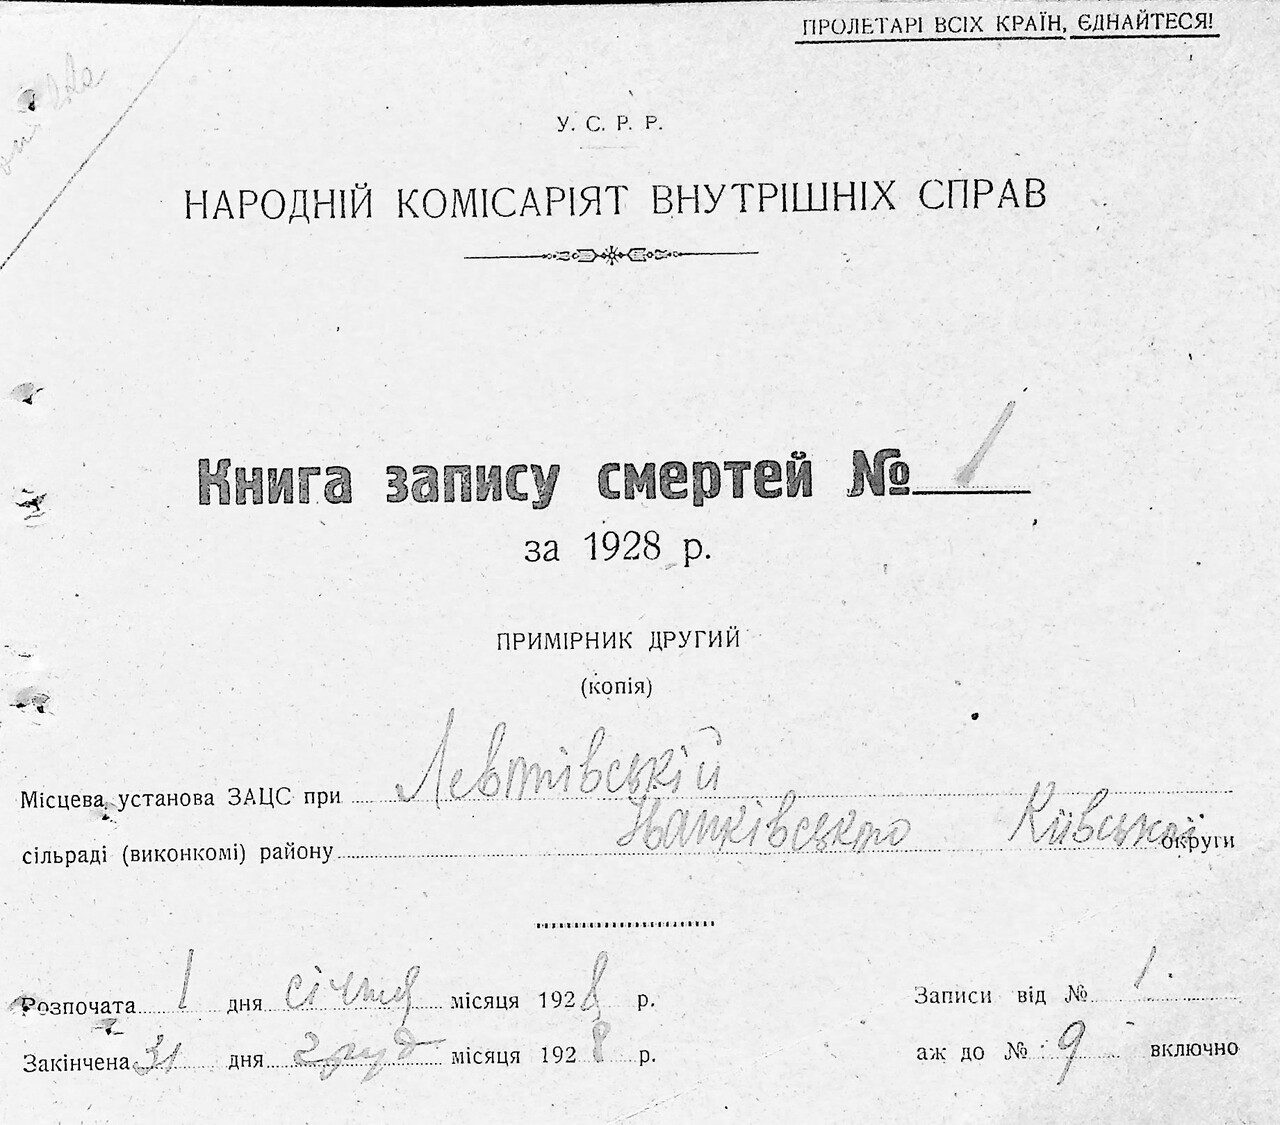 ПРОЛЕТАРІ ВСІХ КРАЇН, ЄДНАЙТЕСЯ!
У. С. Р. Р.
НАРОДНІЙ КОМІСАРІЯТ ВНУТРІШНІХ СПРАВ
Книга запису смертей № 1
за 1928 р.
ПРИМІРНИК ДРУГИЙ
(копія)
Місцева установа ЗАЦС при
сільраді (виконкомі) району Іванківського Київської округи
Розпочата 1 дня січня місяця 1928 р.
Записи від № 1
Закінчена 31 дня груд місяця 1928 р.
аж до № 9 включно